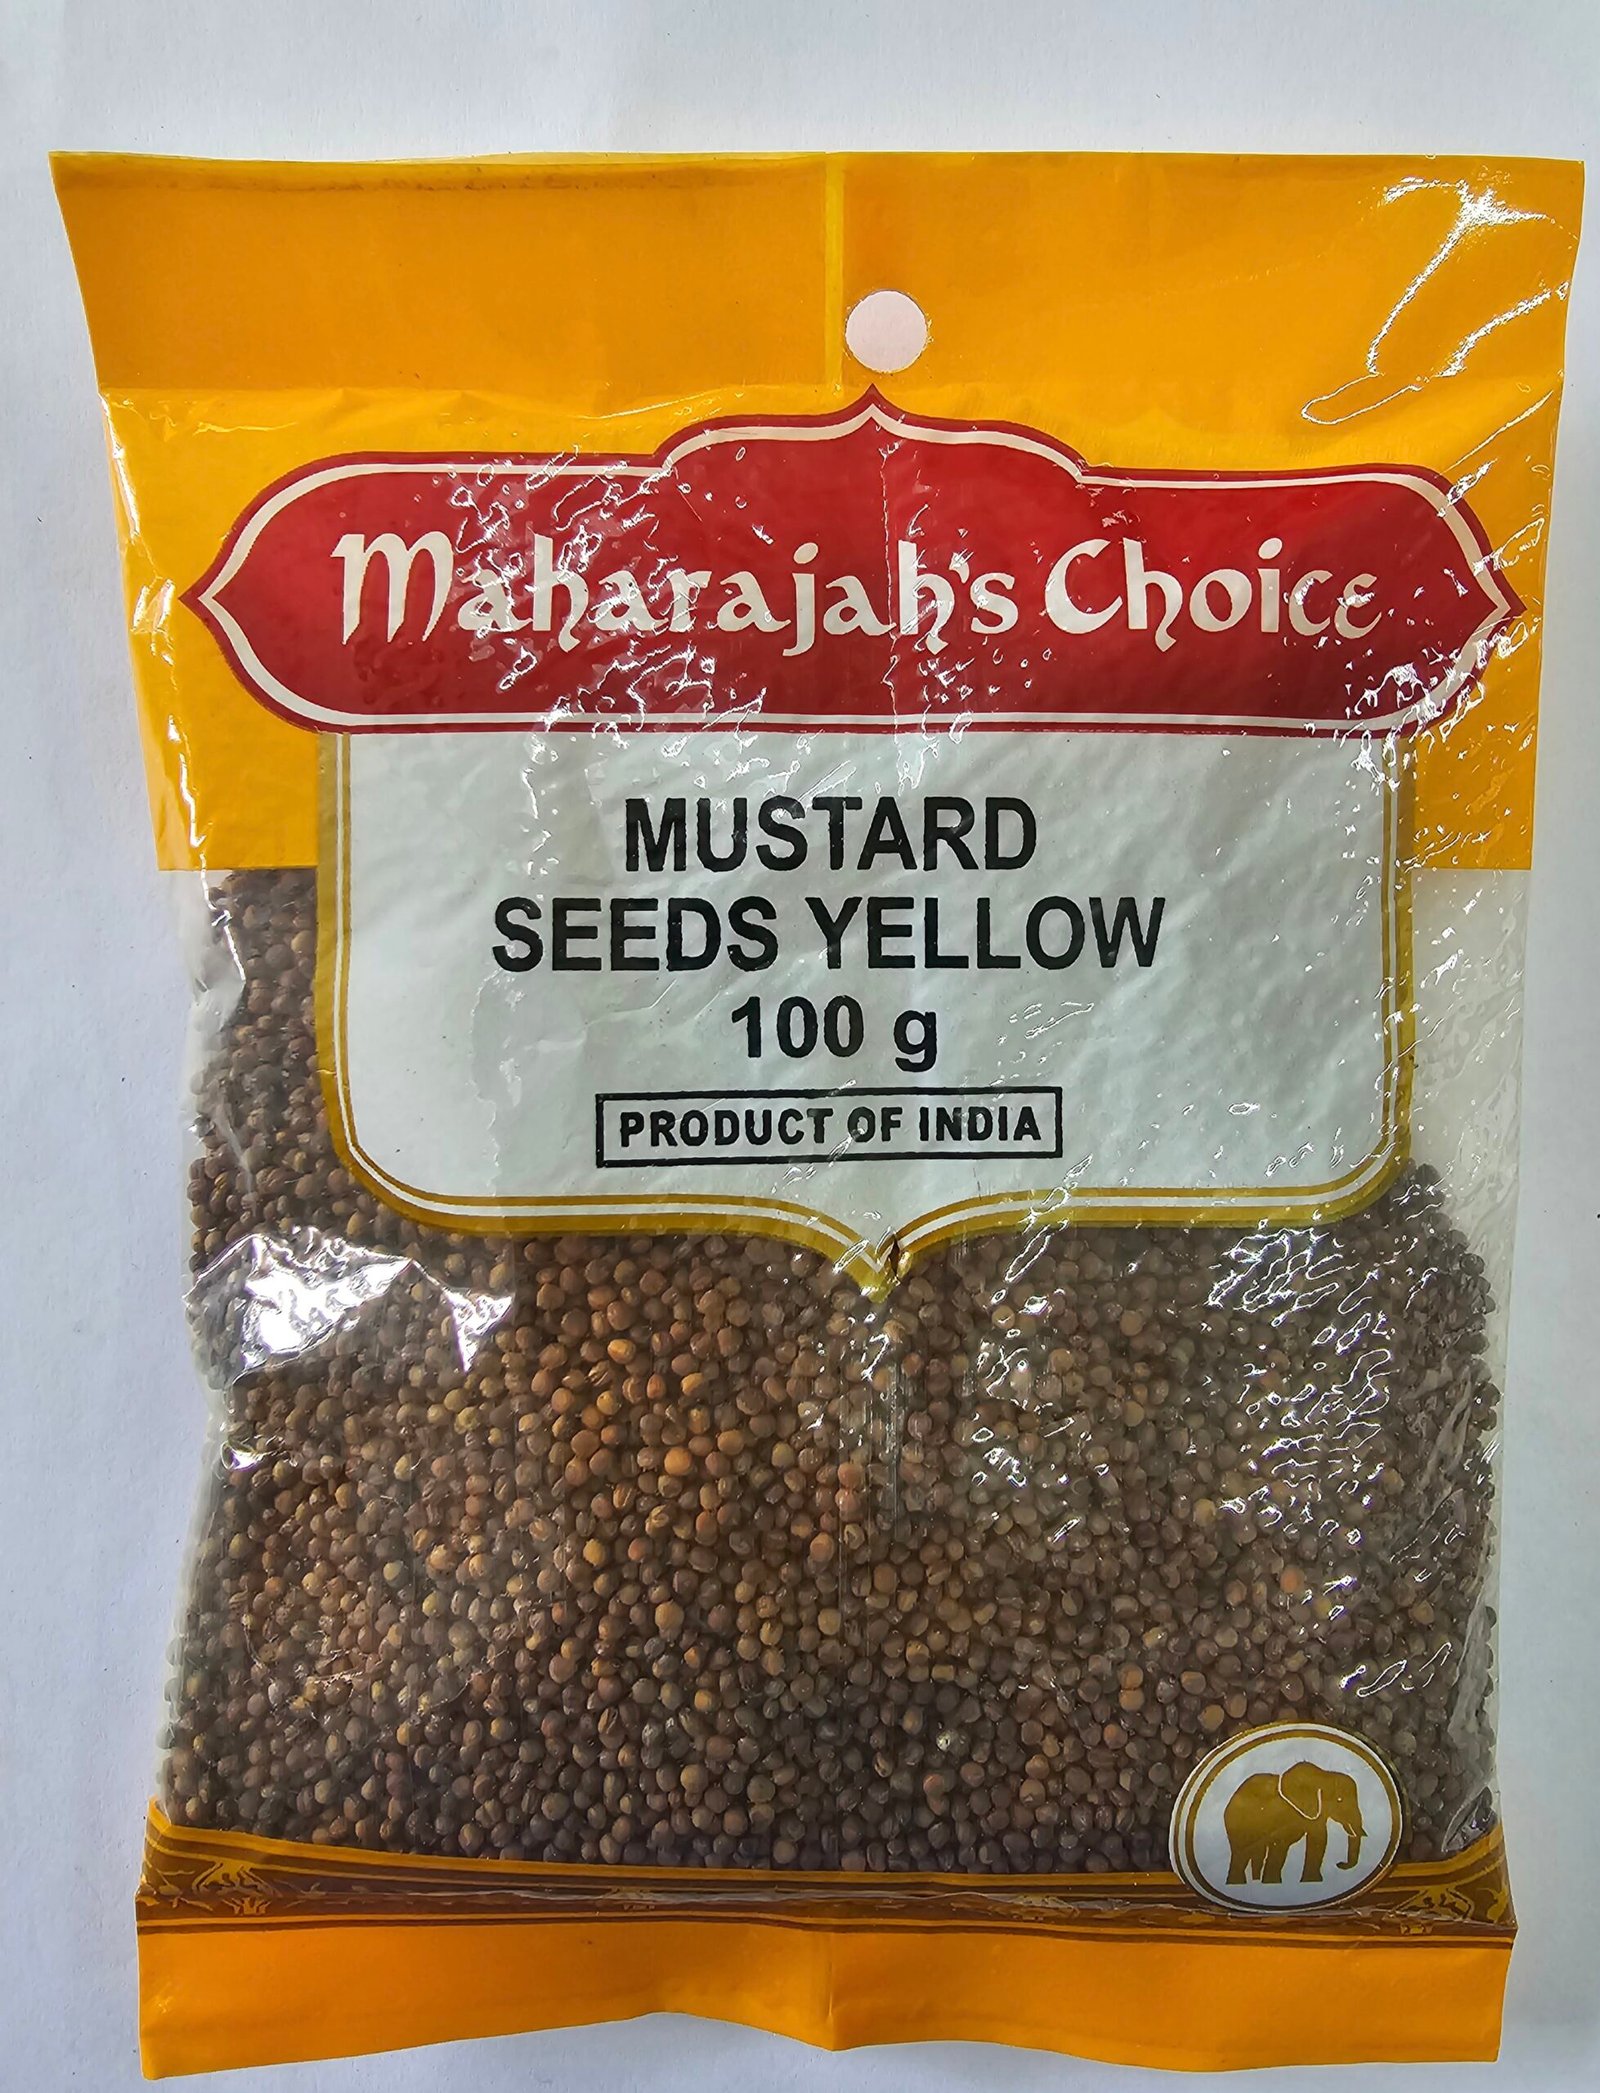 Maharajah's Choice
MUSTARD
SEEDS YELLOW
100 g
PRODUCT OF INDIA